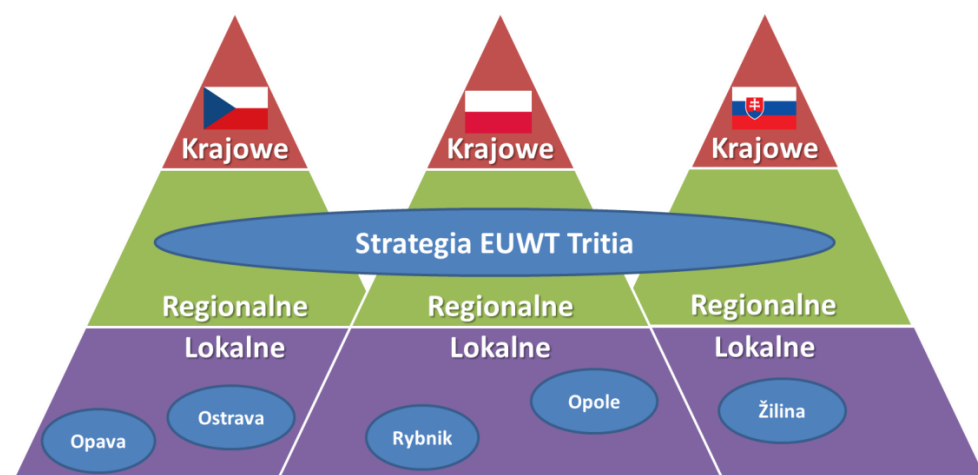 Krajowe
Krajowe
Krajowe
Strategia EUWT Tritia
Regionalne
Regionalne
Regionalne
Lokalne
Lokalne
Lokalne
Opava
Ostrava
Rybnik
Opole
Žilina